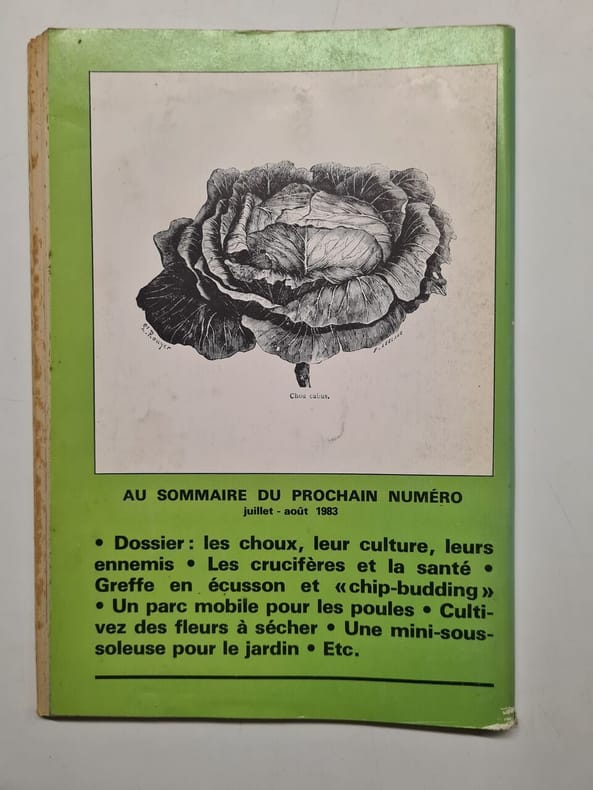 Chou cabus.
AU SOMMAIRE DU PROCHAIN NUMÉRO
juillet - août 1983
• Dossier : les choux, leur culture, leurs
ennemis • Les crucifères et la santé •
Greffe en écusson et «chip-budding»
• Un parc mobile pour les poules • Culti-
vez des fleurs à sécher • Une mini-sous-
soleuse pour le jardin • Etc.